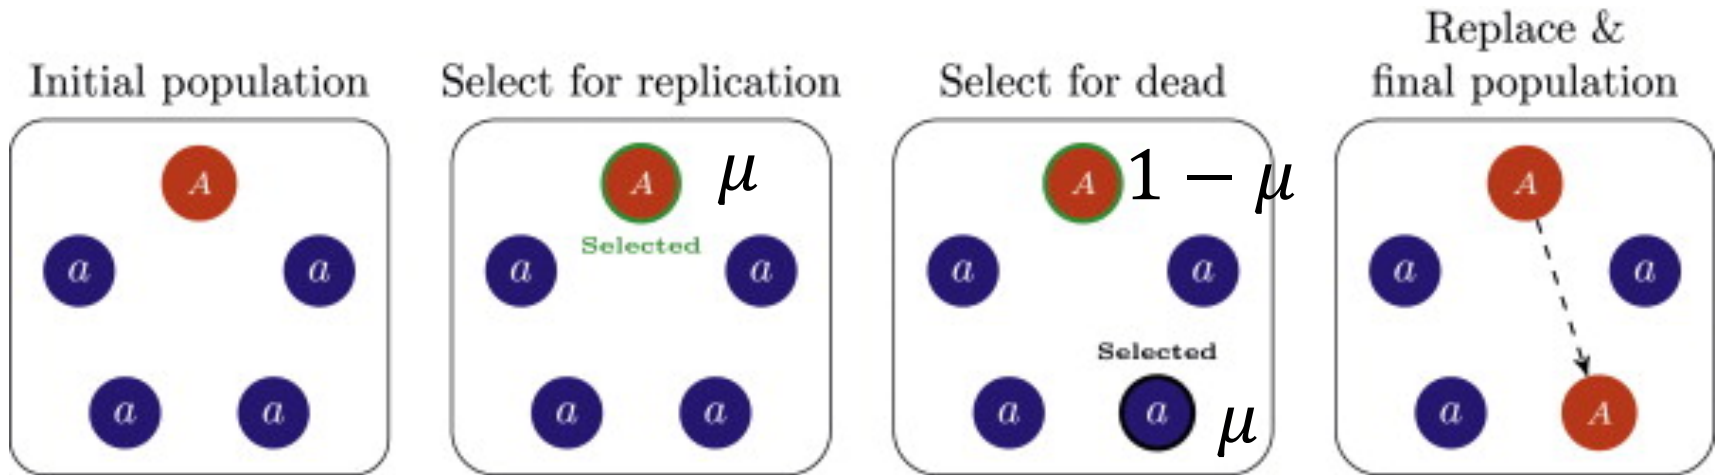 Initial population
A
a
a
a
a
Select for replication
A
μ
Selected
a
a
a
a
Select for dead
A
1 − μ
a
a
Selected
a
a
μ
Replace &
final population
A
a
a
a
A